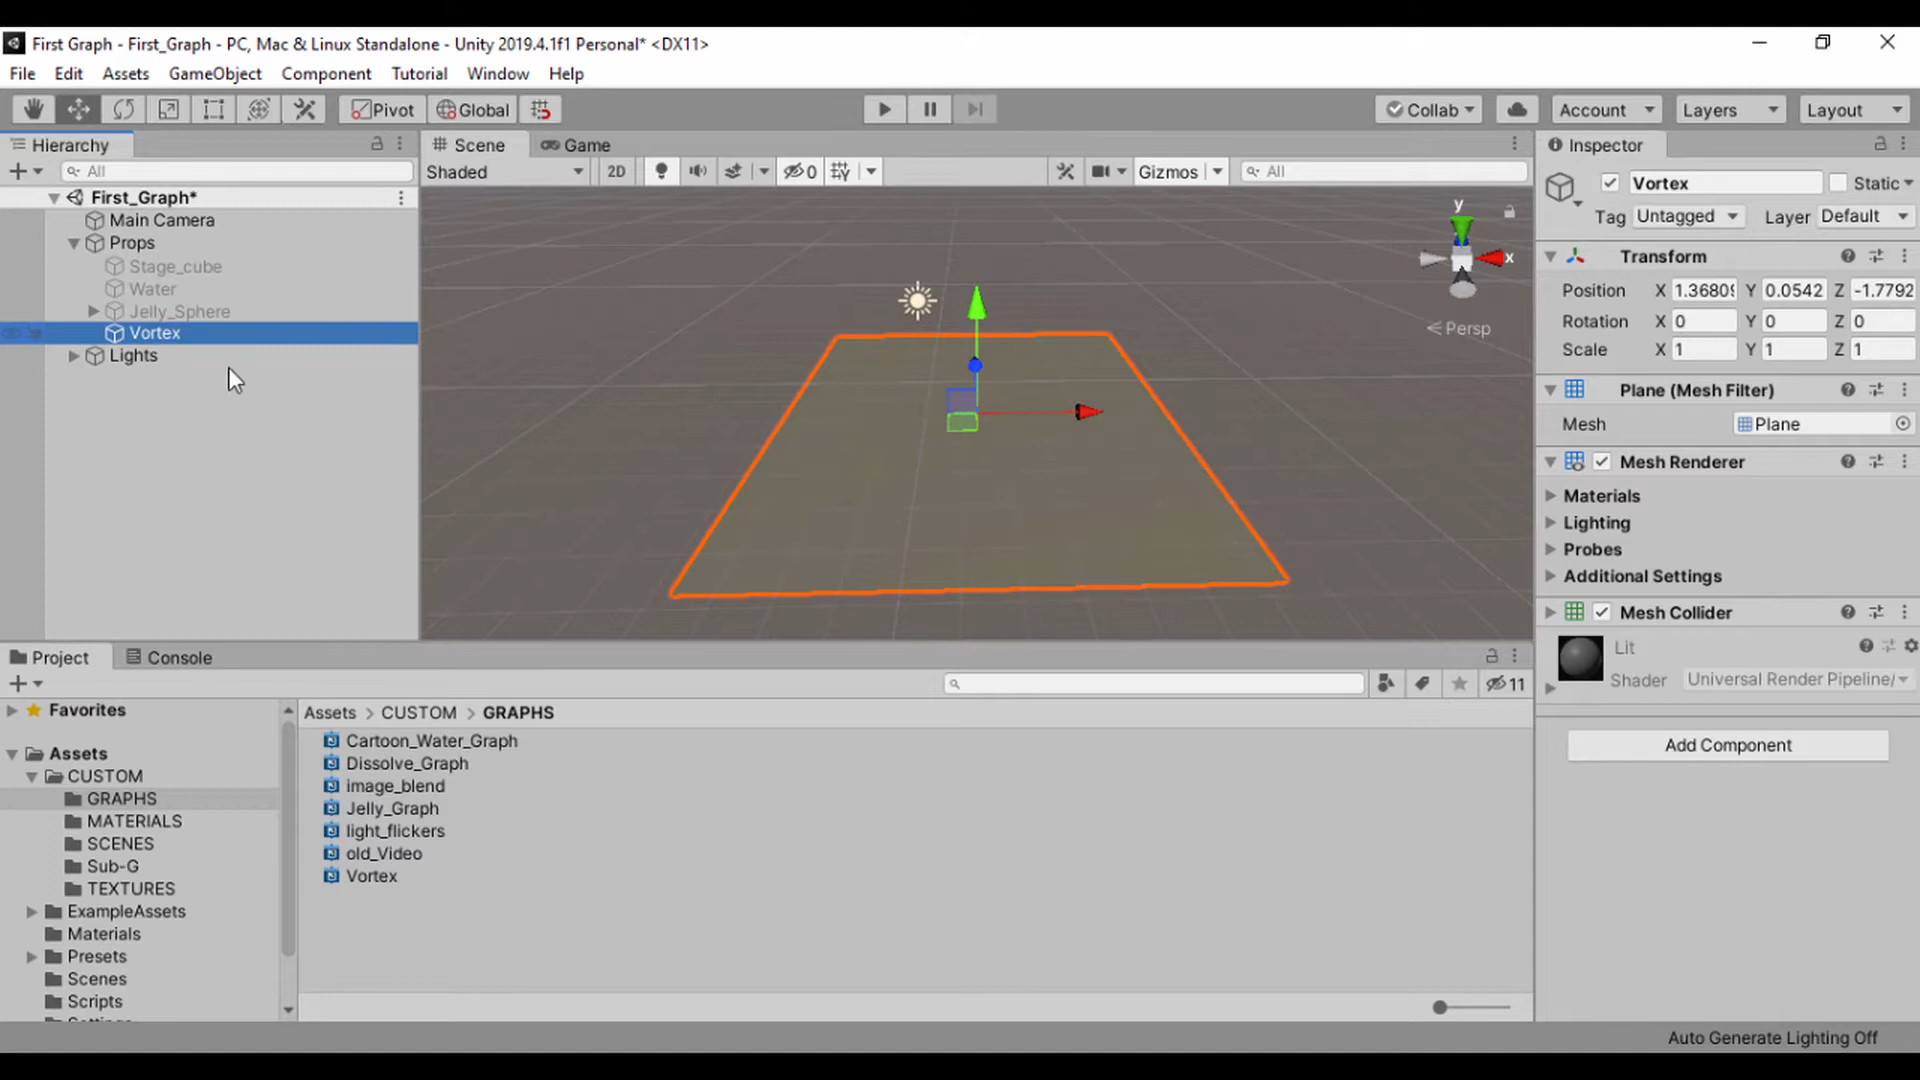 First Graph - First_Graph - PC, Mac & Linux Standalone - Unity 2019.4.1f1 Personal* <DX11>
File Edit Assets GameObject Component Tutorial Window Help
Pivot Global Collab Account Layers Layout
Hierarchy
All
First_Graph*
Main Camera
Props
Stage_cube
Water
Jelly_Sphere
Vortex
Lights
Scene Game
Shaded 2D 0 Gizmos All
y
x
Persp
Inspector
Vortex Static
Tag Untagged Layer Default
Transform
Position X 1.36809 Y 0.0542 Z -1.7792
Rotation X 0 Y 0 Z 0
Scale X 1 Y 1 Z 1
Plane (Mesh Filter)
Mesh Plane
Mesh Renderer
Materials
Lighting
Probes
Additional Settings
Mesh Collider
Lit
Shader Universal Render Pipeline/
Add Component
Project Console
11
Favorites
Assets
CUSTOM
GRAPHS
MATERIALS
SCENES
Sub-G
TEXTURES
ExampleAssets
Materials
Presets
Scenes
Scripts
Assets > CUSTOM > GRAPHS
Cartoon_Water_Graph
Dissolve_Graph
image_blend
Jelly_Graph
light_flickers
old_Video
Vortex
Auto Generate Lighting Off